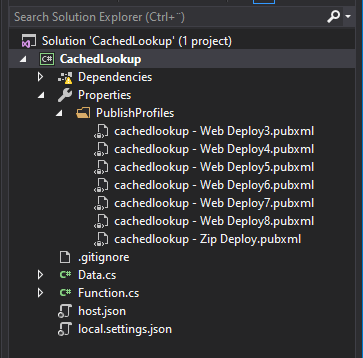 Search Solution Explorer (Ctrl+¨)
Solution 'CachedLookup' (1 project)
C# CachedLookup
Dependencies
Properties
PublishProfiles
cachedlookup - Web Deploy3.pubxml
cachedlookup - Web Deploy4.pubxml
cachedlookup - Web Deploy5.pubxml
cachedlookup - Web Deploy6.pubxml
cachedlookup - Web Deploy7.pubxml
cachedlookup - Web Deploy8.pubxml
cachedlookup - Zip Deploy.pubxml
.gitignore
C# Data.cs
C# Function.cs
host.json
local.settings.json